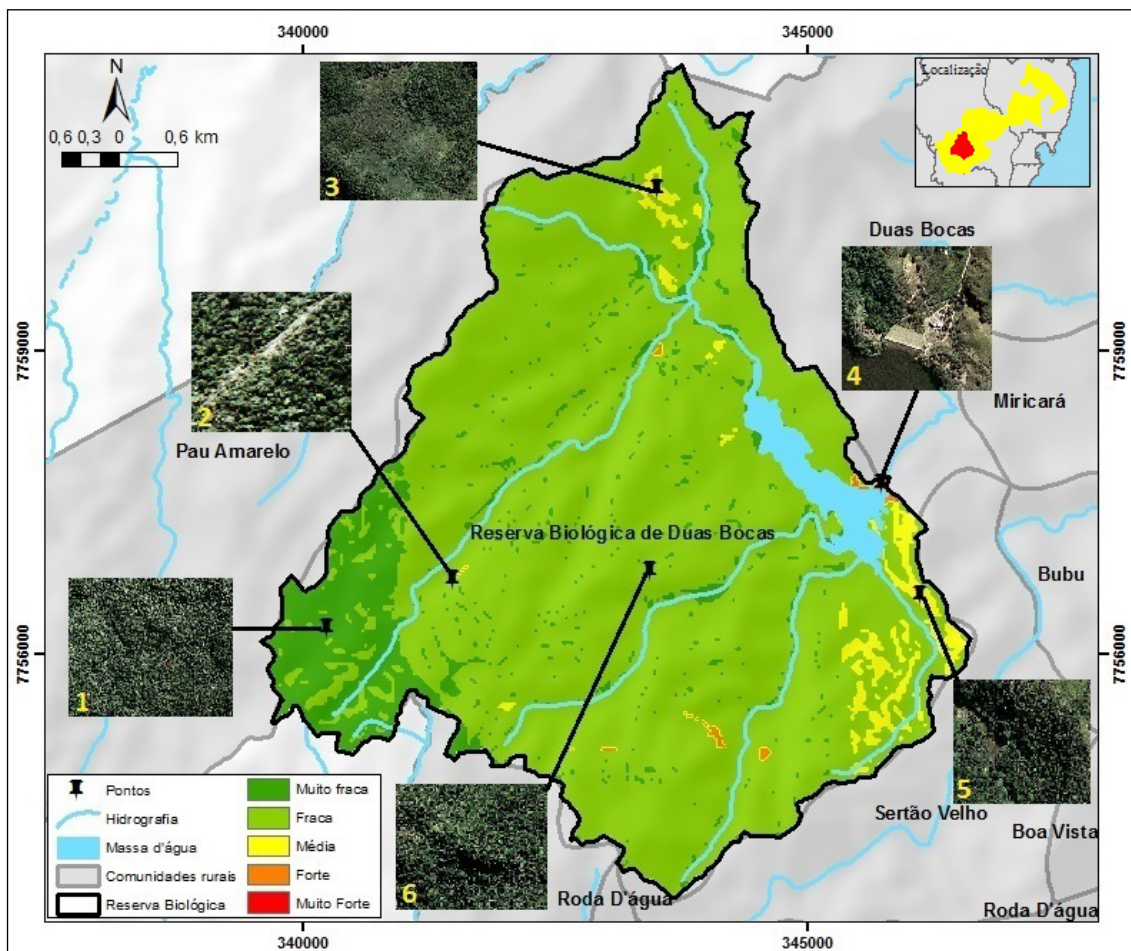 340000
345000
N
0,6 0,3 0 0,6 km
Localização
3
Duas Bocas
7759000
7759000
4
Miricará
2
Pau Amarelo
Reserva Biológica de Duas Bocas
Bubu
7756000
7756000
1
5
Pontos
Hidrografia
Massa d'água
Comunidades rurais
Reserva Biológica
Muito fraca
Fraca
Média
Forte
Muito Forte
6
Sertão Velho
Boa Vista
Roda D'água
Roda D'água
340000
345000